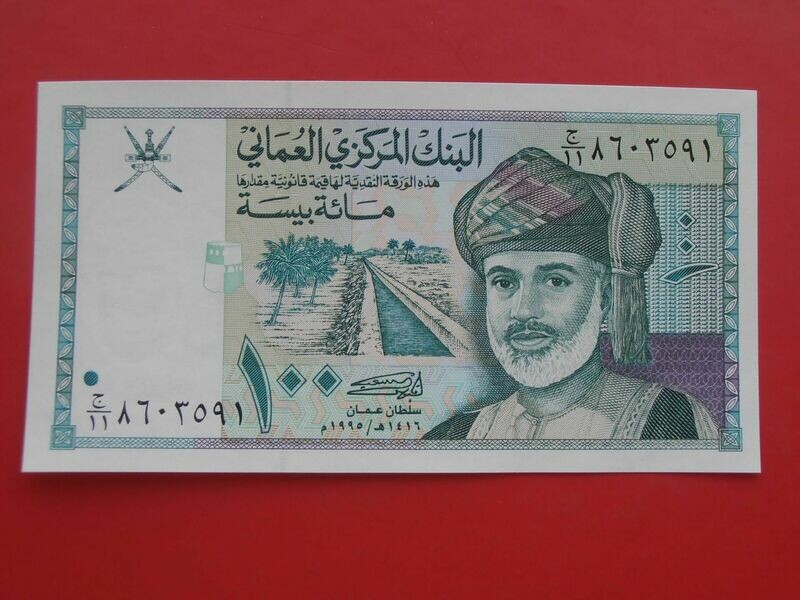 البنك المركزي العماني
هذه الورقة النقدية لها قيمة قانونية مقدارها
مائة بيسة
ج/١١ ٨٦٠٣٥٩١
١٠٠
١٠٠
سلطان عمان
١٤١٦هـ/١٩٩٥م
ج/١١ ٨٦٠٣٥٩١